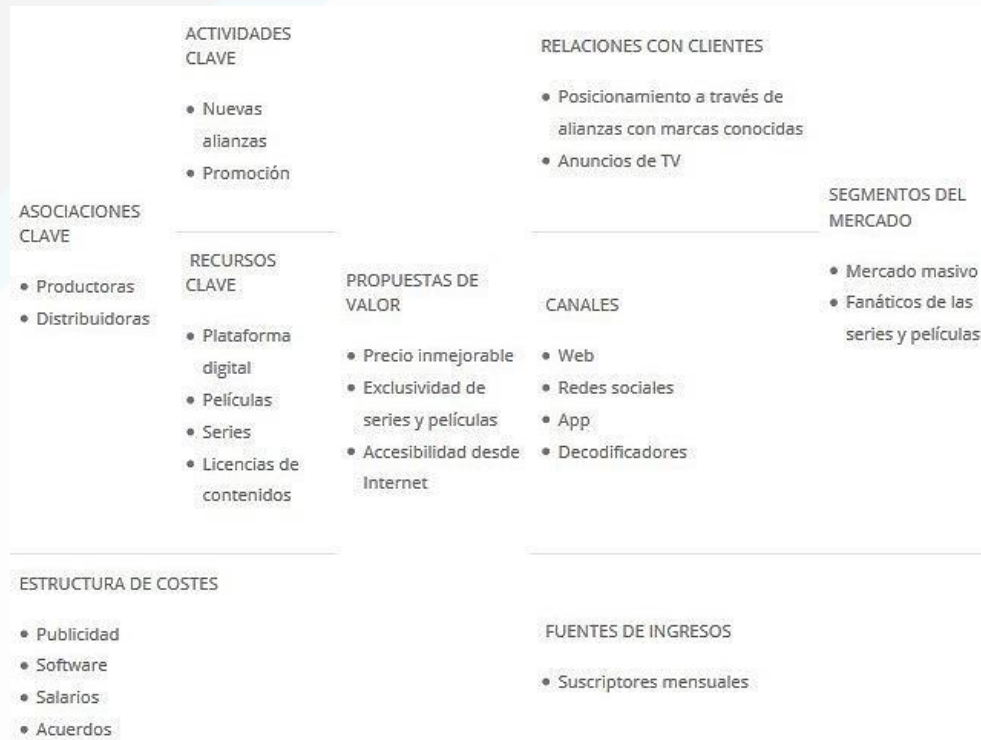 ASOCIACIONES
CLAVE
• Productoras
• Distribuidoras
ACTIVIDADES
CLAVE
• Nuevas
alianzas
• Promoción
RECURSOS
CLAVE
• Plataforma
digital
• Películas
• Series
• Licencias de
contenidos
PROPUESTAS DE
VALOR
• Precio inmejorable
• Exclusividad de
series y películas
• Accesibilidad desde
Internet
RELACIONES CON CLIENTES
• Posicionamiento a través de
alianzas con marcas conocidas
• Anuncios de TV
CANALES
• Web
• Redes sociales
• App
• Decodificadores
SEGMENTOS DEL
MERCADO
• Mercado masivo
• Fanáticos de las
series y películas
ESTRUCTURA DE COSTES
• Publicidad
• Software
• Salarios
• Acuerdos
FUENTES DE INGRESOS
• Suscriptores mensuales